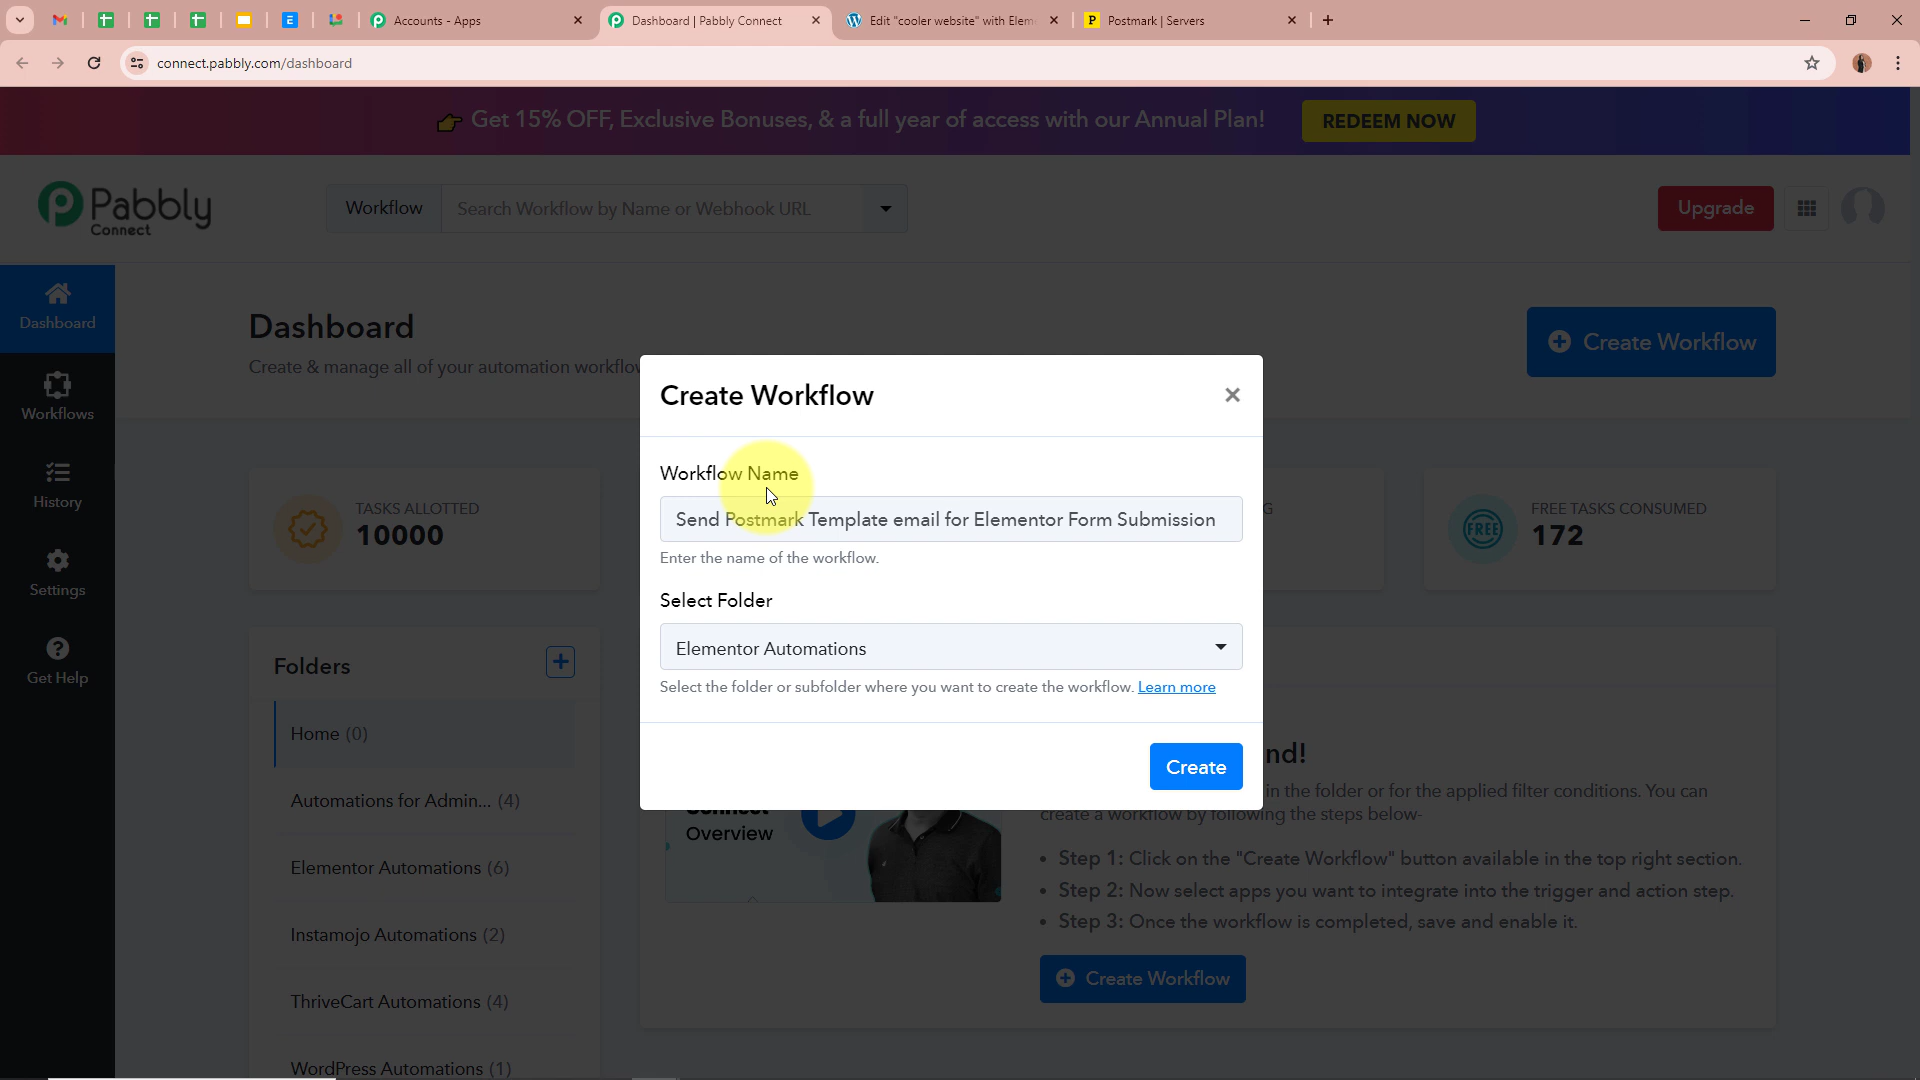 Accounts - Apps
Dashboard | Pabbly Connect
Edit "cooler website" with Elem
Postmark | Servers
connect.pabbly.com/dashboard
Get 15% OFF, Exclusive Bonuses, & a full year of access with our Annual Plan!
REDEEM NOW
Pabbly
Connect
Workflow
Search Workflow by Name or Webhook URL
Upgrade
Dashboard
Workflows
History
Settings
Get Help
Dashboard
Create & manage all of your automation workflow
Create Workflow
TASKS ALLOTTED
10000
G
FREE
FREE TASKS CONSUMED
172
Folders
Home (0)
Automations for Admin... (4)
Elementor Automations (6)
Instamojo Automations (2)
ThriveCart Automations (4)
WordPress Automations (1)
Create Workflow
Workflow Name
Send Postmark Template email for Elementor Form Submission
Enter the name of the workflow.
Select Folder
Elementor Automations
Select the folder or subfolder where you want to create the workflow. Learn more
Create
Overview
nd!
in the folder or for the applied filter conditions. You can
create a workflow by following the steps below-
• Step 1: Click on the "Create Workflow" button available in the top right section.
• Step 2: Now select apps you want to integrate into the trigger and action step.
• Step 3: Once the workflow is completed, save and enable it.
Create Workflow